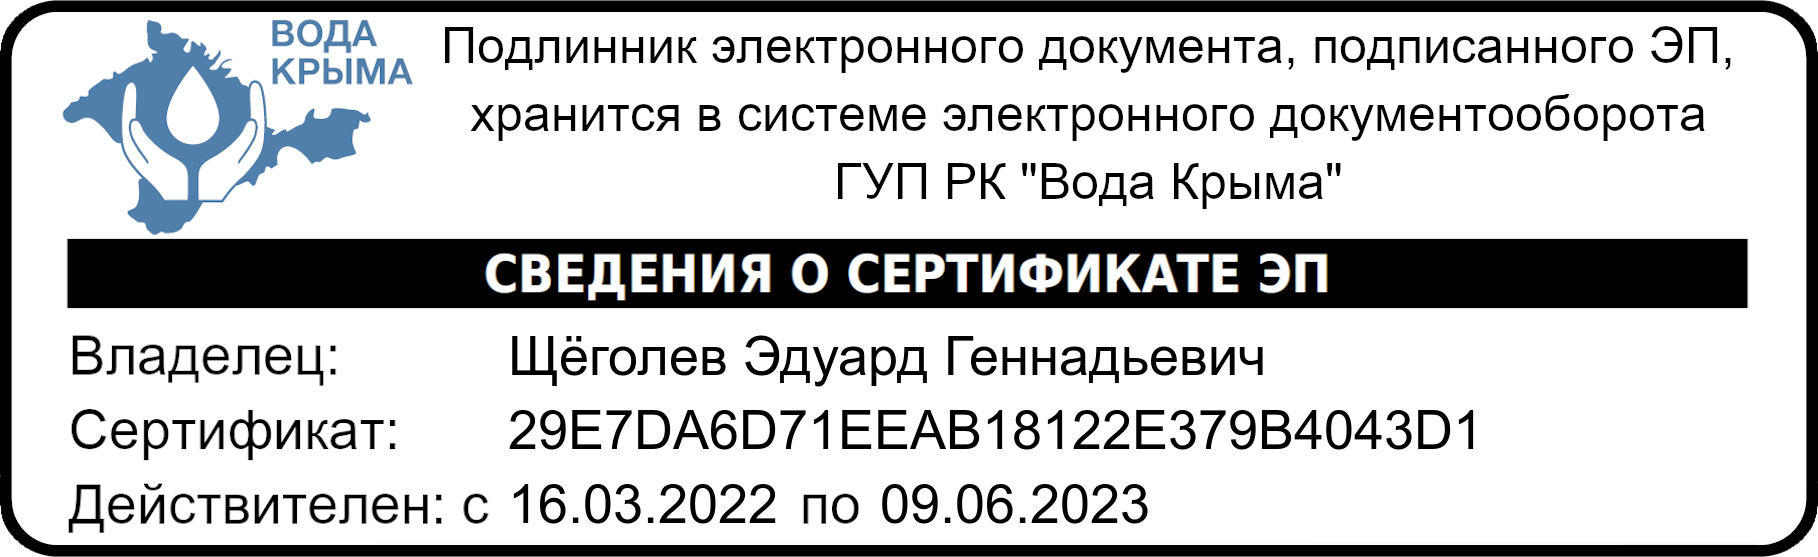 ВОДА
КРЫМА
Подлинник электронного документа, подписанного ЭП,
хранится в системе электронного документооборота
ГУП РК "Вода Крыма"
СВЕДЕНИЯ О СЕРТИФИКАТЕ ЭП
Владелец: Щёголев Эдуард Геннадьевич
Сертификат: 29E7DA6D71EEAB18122E379B4043D1
Действителен: с 16.03.2022 по 09.06.2023